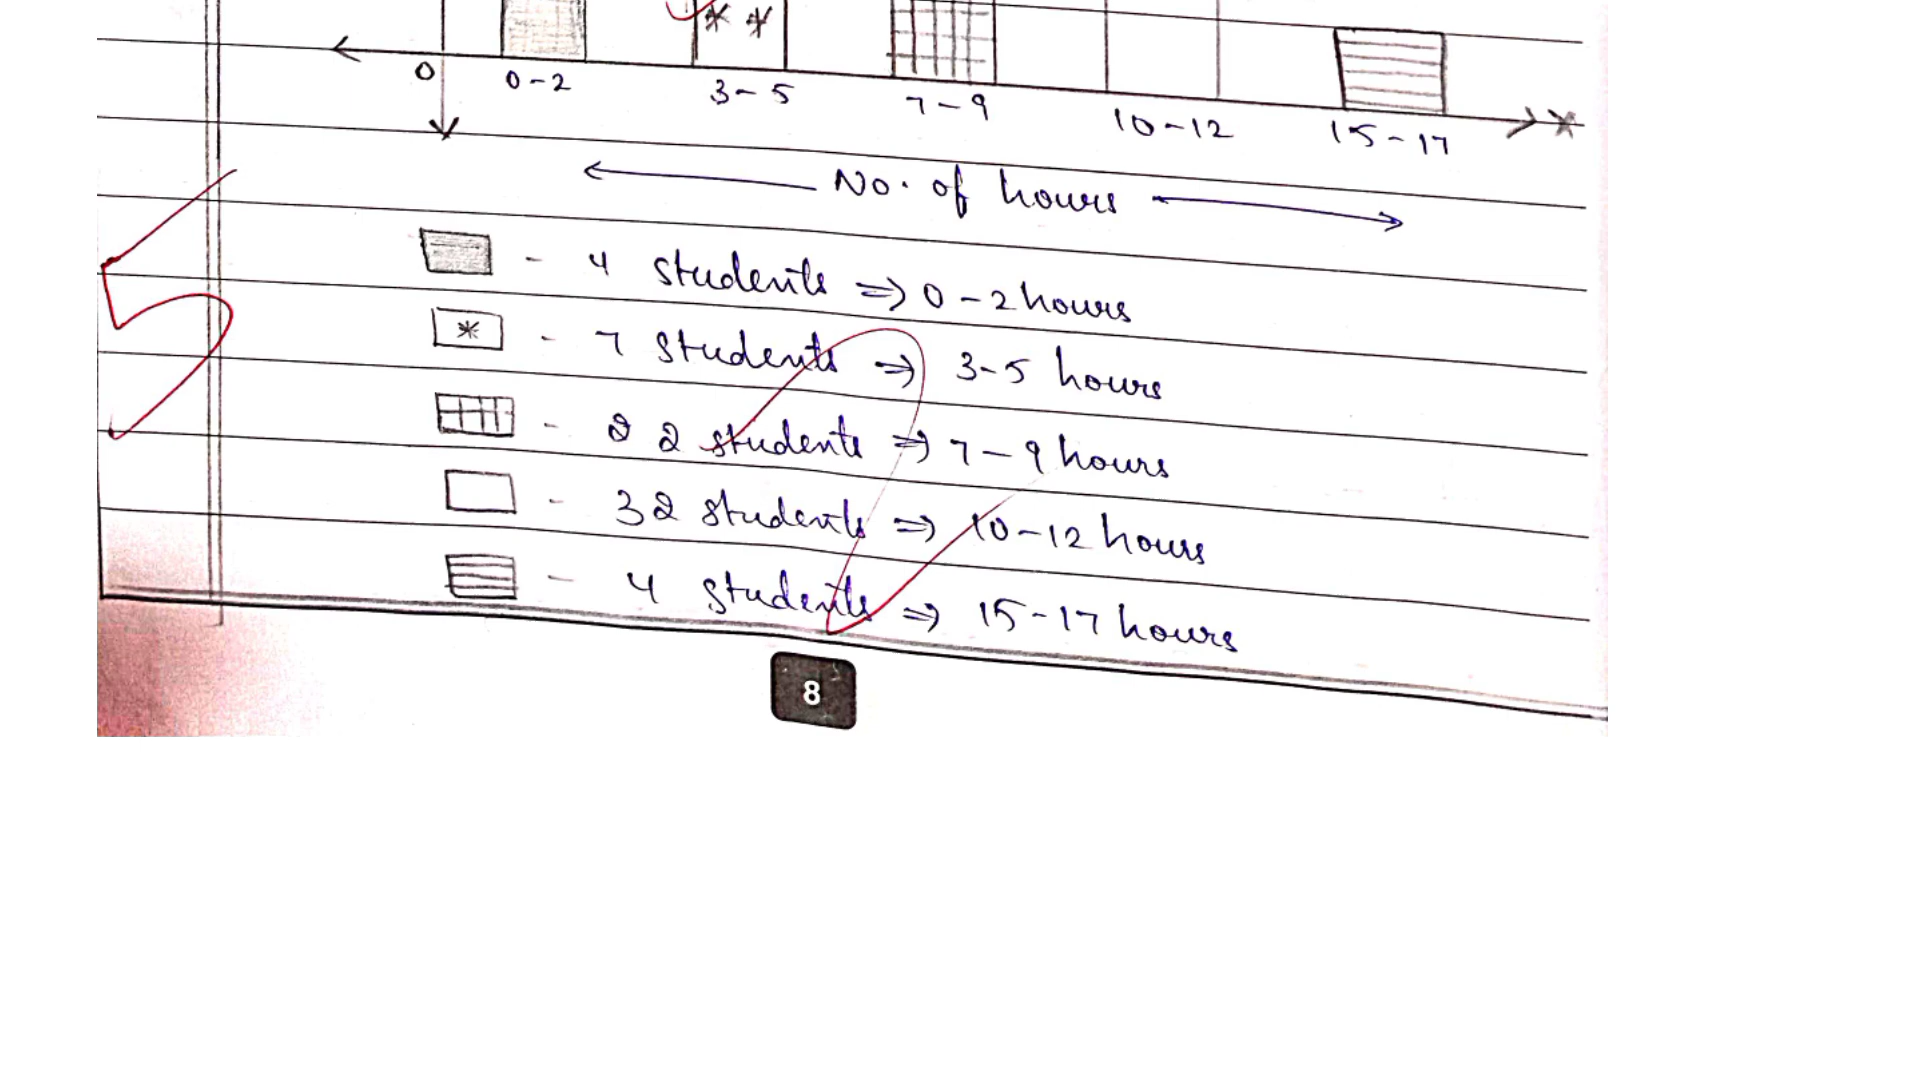 * *
0 0-2 3-5 7-9 10-12 15-17 X
No. of hours
- 4 students ⇒ 0-2 hours
* - 7 students ⇒ 3-5 hours
- 22 students ⇒ 7-9 hours
- 32 students ⇒ 10-12 hours
- 4 students ⇒ 15-17 hours
5
8